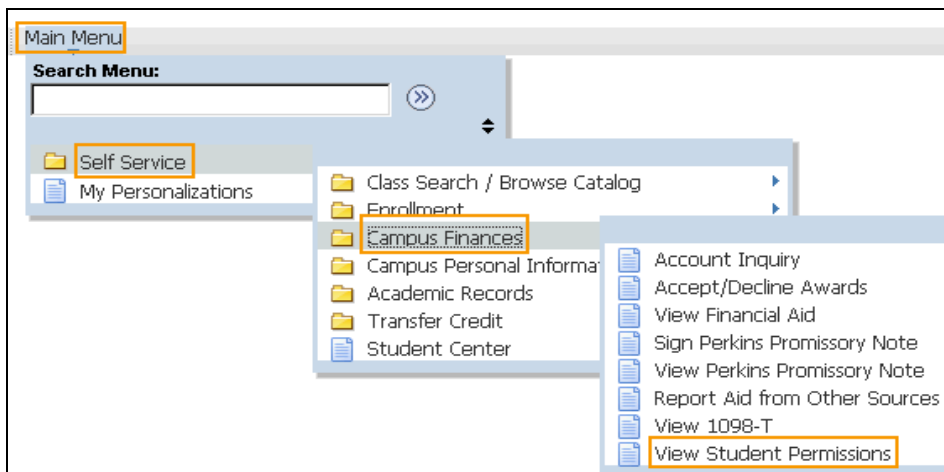 Main Menu
Search Menu:
Self Service
My Personalizations
Class Search / Browse Catalog
Enrollment
Campus Finances
Campus Personal Informa
Academic Records
Transfer Credit
Student Center
Account Inquiry
Accept/Decline Awards
View Financial Aid
Sign Perkins Promissory Note
View Perkins Promissory Note
Report Aid from Other Sources
View 1098-T
View Student Permissions